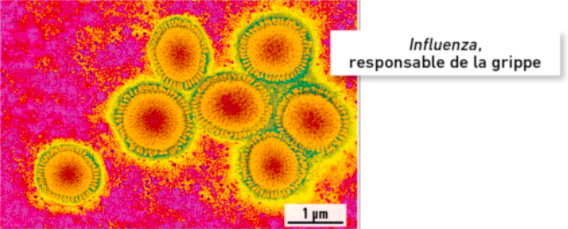 Influenza,
responsable de la grippe
1 µm